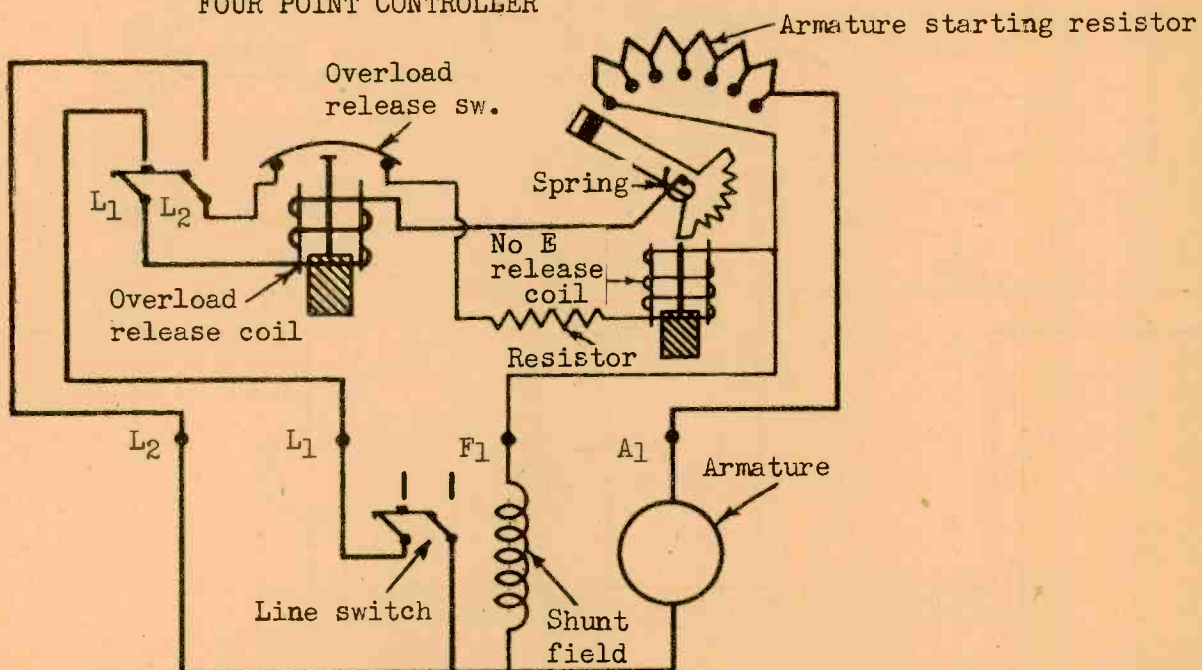 FOUR POINT CONTROLLER
Armature starting resistor
Overload
release sw.
Spring
L1
L2
No E
release
coil
Overload
release coil
Resistor
L2
L1
F1
A1
Armature
Line switch
Shunt
field